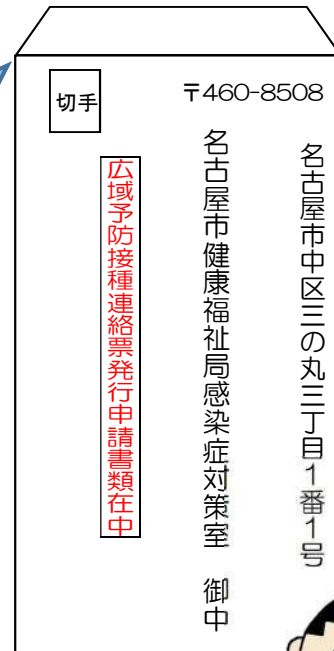 切手
〒460-8508
名古屋市中区三の丸三丁目1番1号
名古屋市健康福祉局感染症対策室　御中
広域予防接種連絡票発行申請書類在中